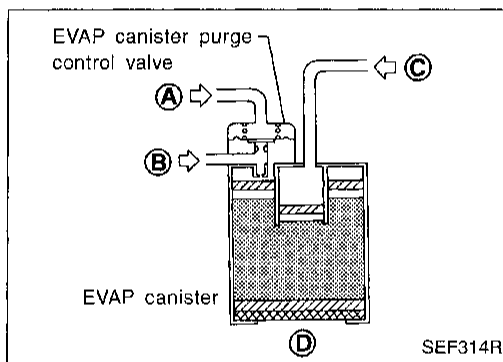 EVAP canister purge
control valve
A
C
B
EVAP canister
D
SEF314R